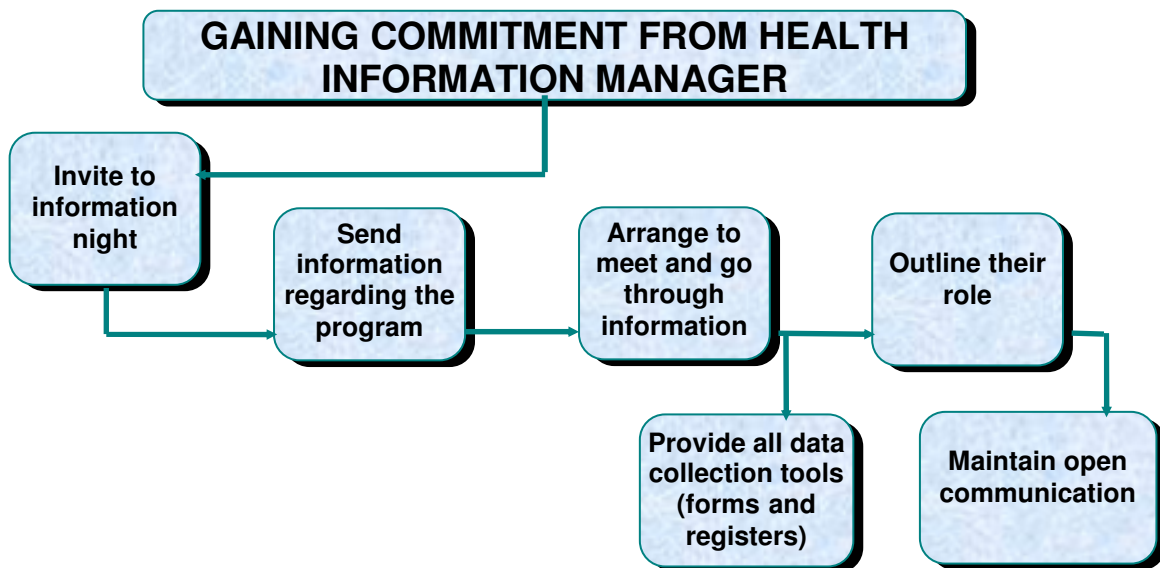 GAINING COMMITMENT FROM HEALTH
INFORMATION MANAGER
Invite to
information
night
Send
information
regarding the
program
Arrange to
meet and go
through
information
Outline their
role
Provide all data
collection tools
(forms and
registers)
Maintain open
communication